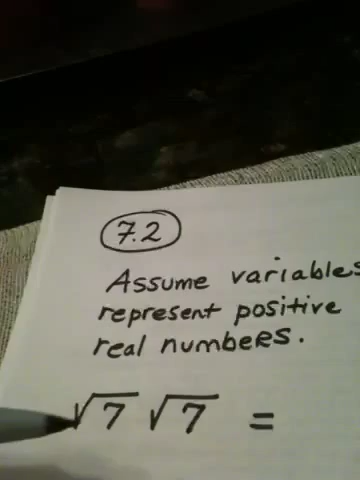 7.2
Assume variables
represent positive
real numbers.
√7 √7 =